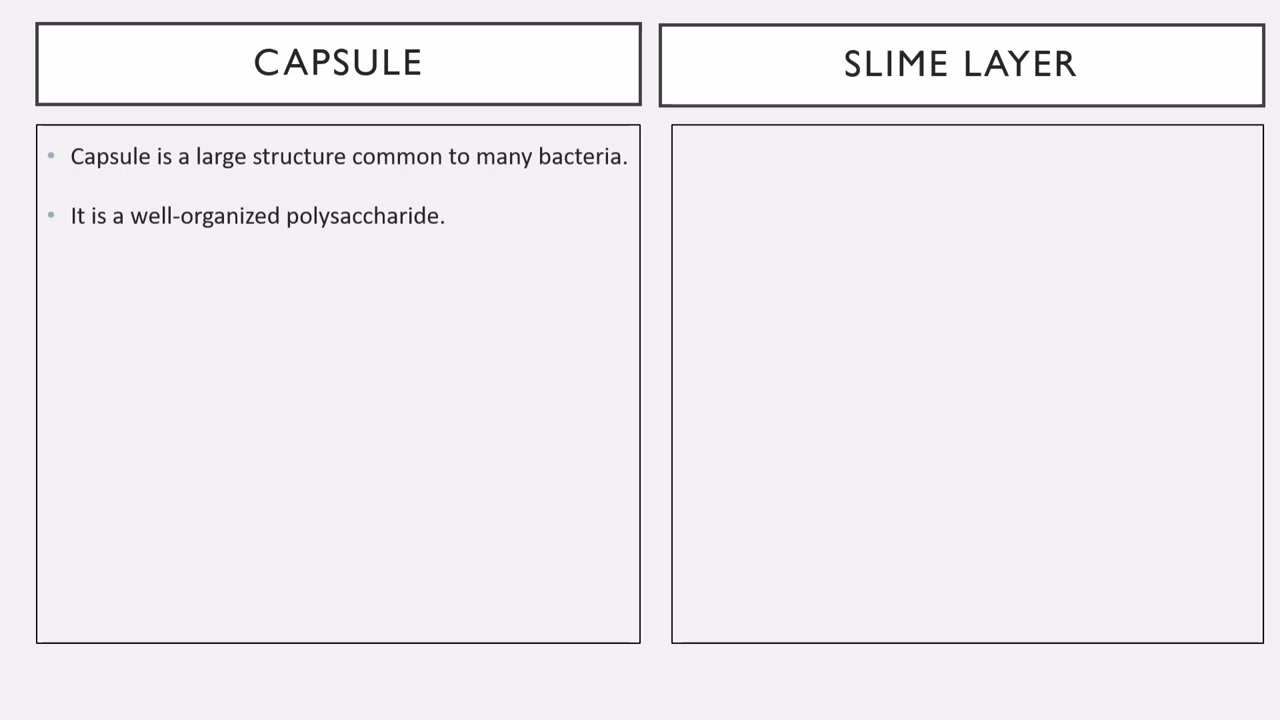 CAPSULE
SLIME LAYER
• Capsule is a large structure common to many bacteria.
• It is a well-organized polysaccharide.